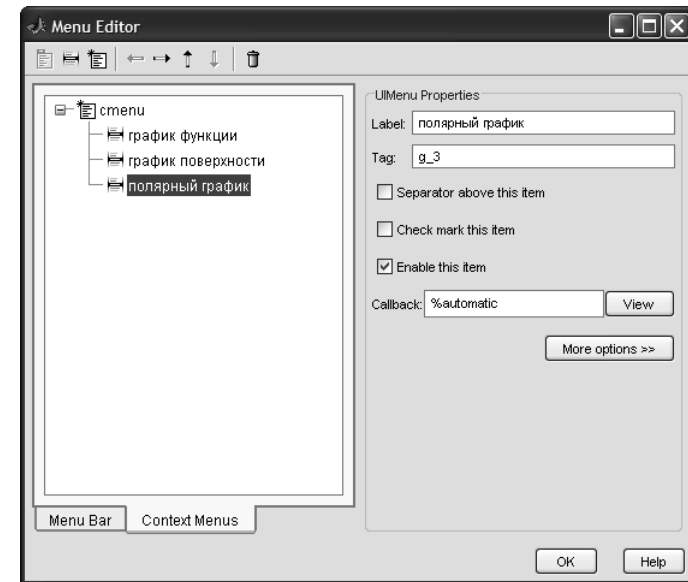 Menu Editor
cmenu
график функции
график поверхности
полярный график
Menu Bar
Context Menus
UIMenu Properties
Label: полярный график
Tag: g_3
Separator above this item
Check mark this item
Enable this item
Callback: %automatic View
More options >>
OK Help